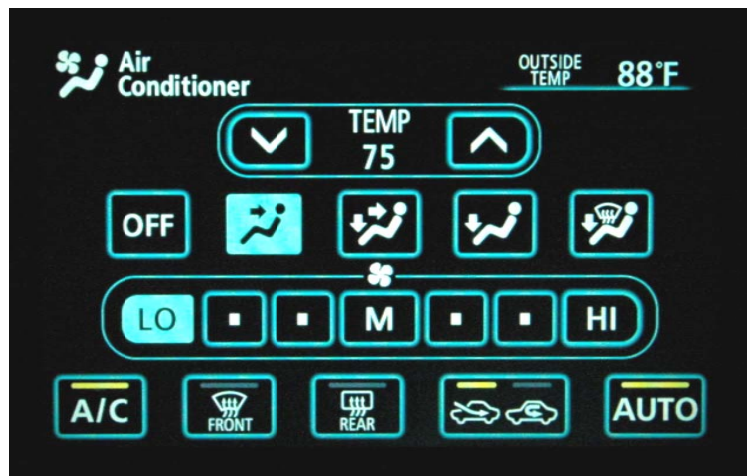 Air
Conditioner
OUTSIDE
TEMP
88°F
TEMP
75
OFF
LO
M
HI
A/C
FRONT
REAR
AUTO